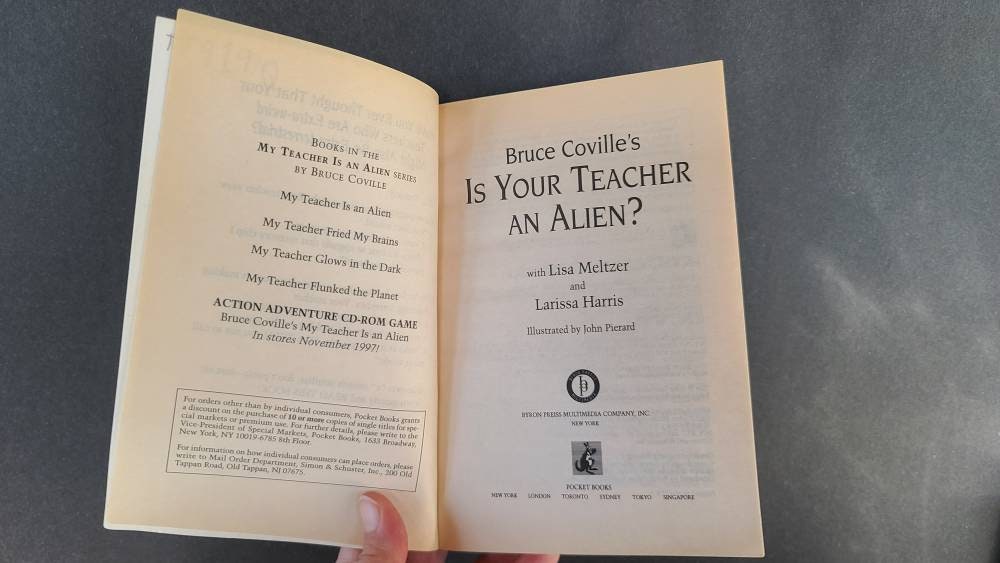 BOOKS IN THE
MY TEACHER IS AN ALIEN SERIES
BY BRUCE COVILLE
My Teacher Is an Alien
My Teacher Fried My Brains
My Teacher Glows in the Dark
My Teacher Flunked the Planet
ACTION ADVENTURE CD-ROM GAME
Bruce Coville's My Teacher Is an Alien
In stores November 1997!
For orders other than by individual consumers, Pocket Books grants
a discount on the purchase of 10 or more copies of single titles for spe-
cial markets or premium use. For further details, please write to the
Vice-President of Special Markets, Pocket Books, 1633 Broadway,
New York, NY 10019-6785 8th Floor.
For information on how individual consumers can place orders, please
write to Mail Order Department, Simon & Schuster, Inc., 200 Old
Tappan Road, Old Tappan, NJ 07675.
Bruce Coville's
IS YOUR TEACHER
AN ALIEN?
with Lisa Meltzer
and
Larissa Harris
Illustrated by John Pierard
BYRON PREISS MULTIMEDIA COMPANY, INC.
NEW YORK
POCKET BOOKS
NEW YORK LONDON TORONTO SYDNEY TOKYO SINGAPORE